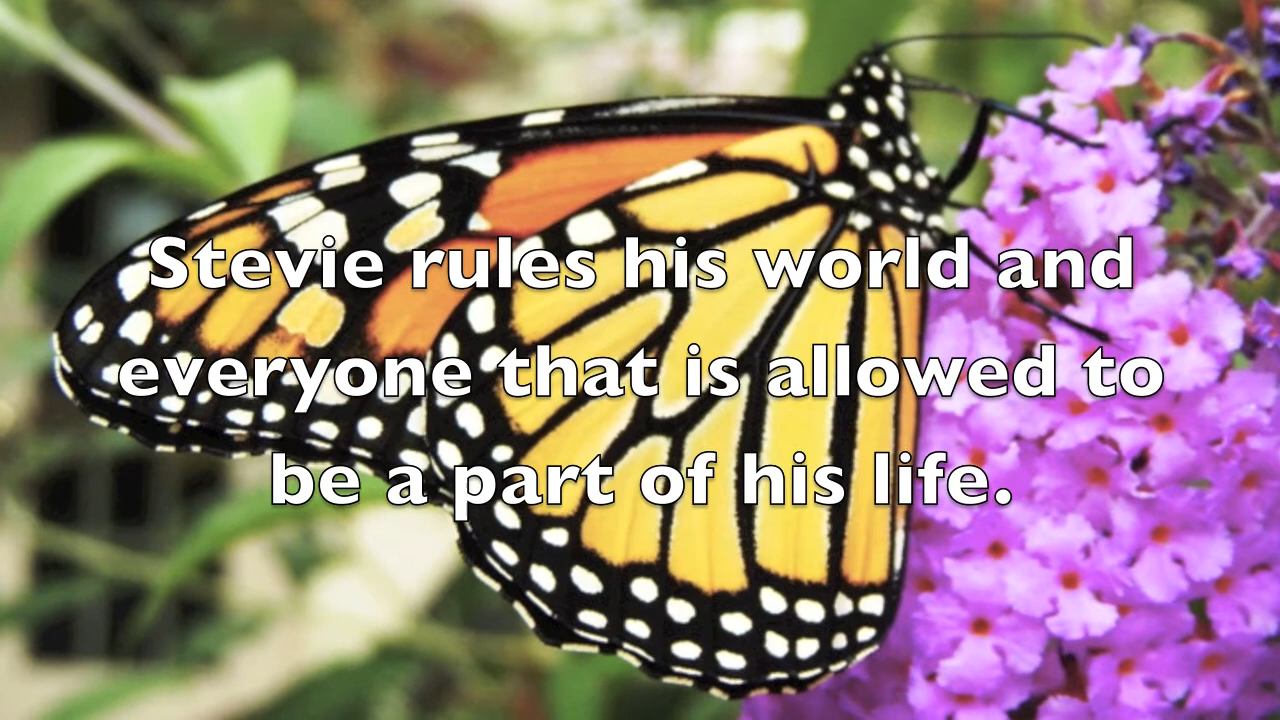 Stevie rules his world and
everyone that is allowed to
be a part of his life.